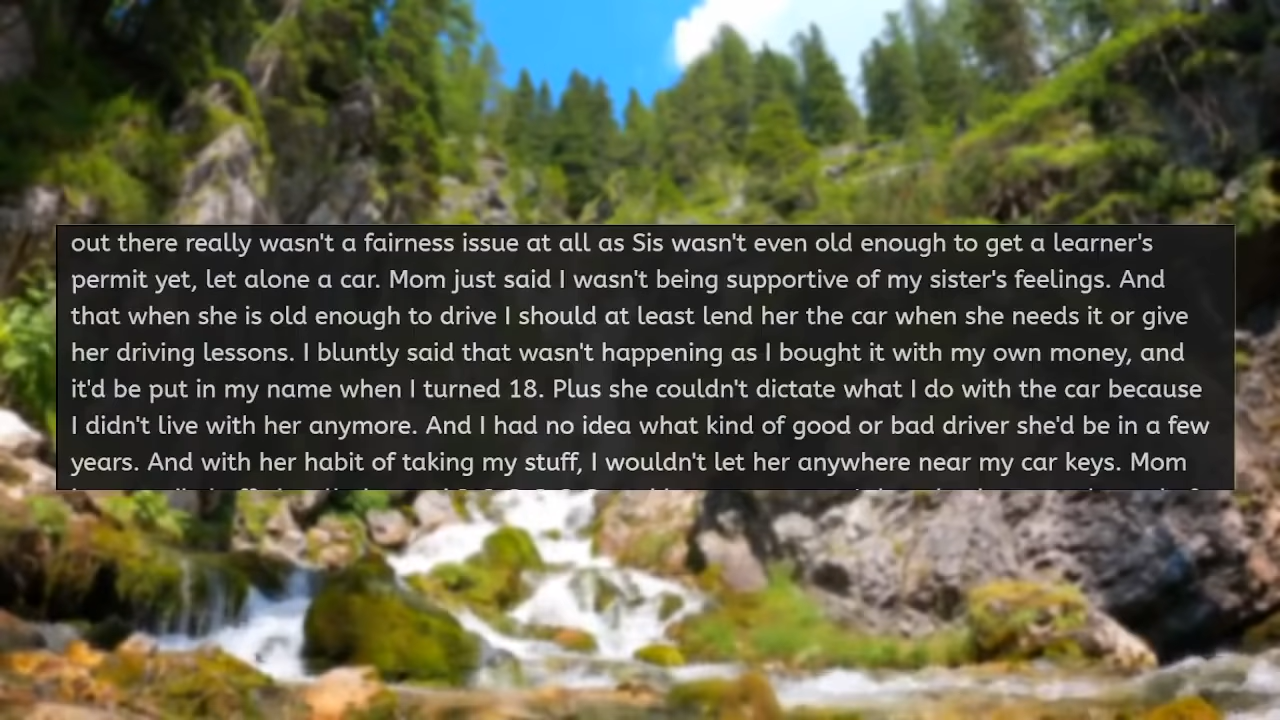 out there really wasn't a fairness issue at all as Sis wasn't even old enough to get a learner's
permit yet, let alone a car. Mom just said I wasn't being supportive of my sister's feelings. And
that when she is old enough to drive I should at least lend her the car when she needs it or give
her driving lessons. I bluntly said that wasn't happening as I bought it with my own money, and
it'd be put in my name when I turned 18. Plus she couldn't dictate what I do with the car because
I didn't live with her anymore. And I had no idea what kind of good or bad driver she'd be in a few
years. And with her habit of taking my stuff, I wouldn't let her anywhere near my car keys. Mom